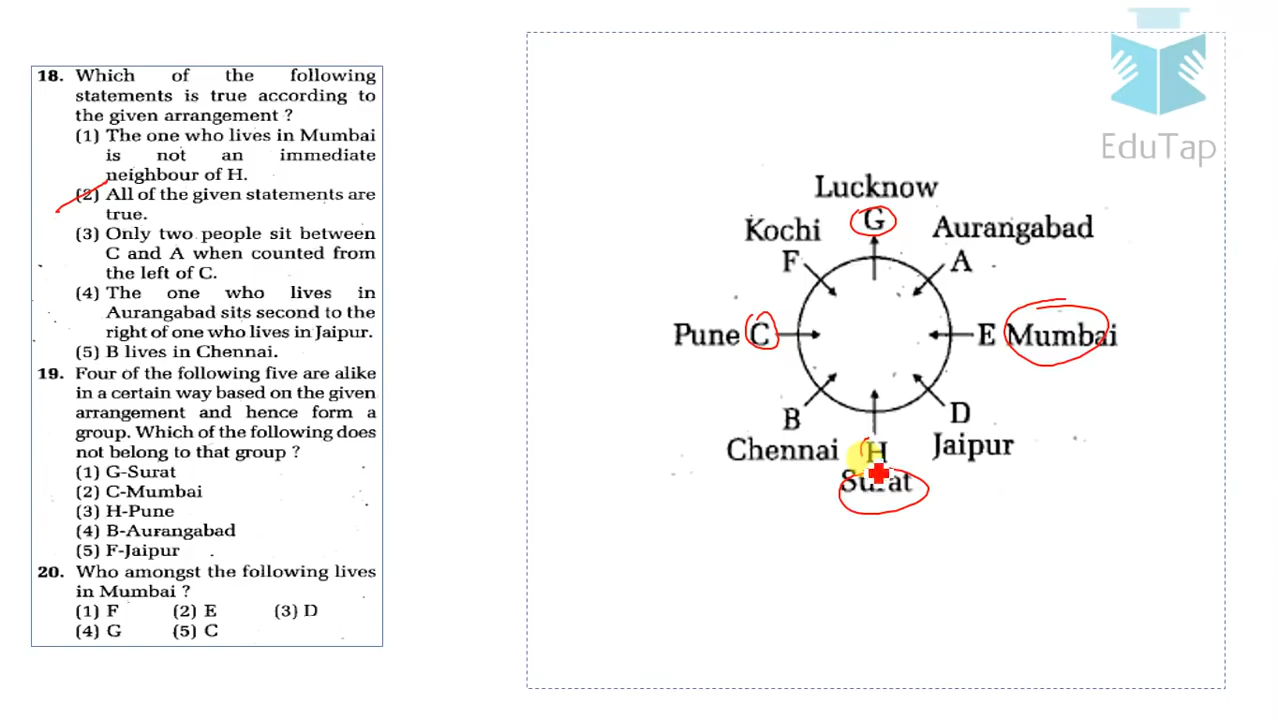 18. Which of the following
statements is true according to
the given arrangement ?
(1) The one who lives in Mumbai
is not an immediate
neighbour of H.
(2) All of the given statements are
true.
(3) Only two people sit between
C and A when counted from
the left of C.
(4) The one who lives in
Aurangabad sits second to the
right of one who lives in Jaipur.
(5) B lives in Chennai.
19. Four of the following five are alike
in a certain way based on the given
arrangement and hence form a
group. Which of the following does
not belong to that group ?
(1) G-Surat
(2) C-Mumbai
(3) H-Pune
(4) B-Aurangabad
(5) F-Jaipur
20. Who amongst the following lives
in Mumbai ?
(1) F (2) E (3) D
(4) G (5) C
EduTap
Lucknow
Kochi G Aurangabad
F A
Pune C E Mumbai
B D
Chennai H Jaipur
Surat